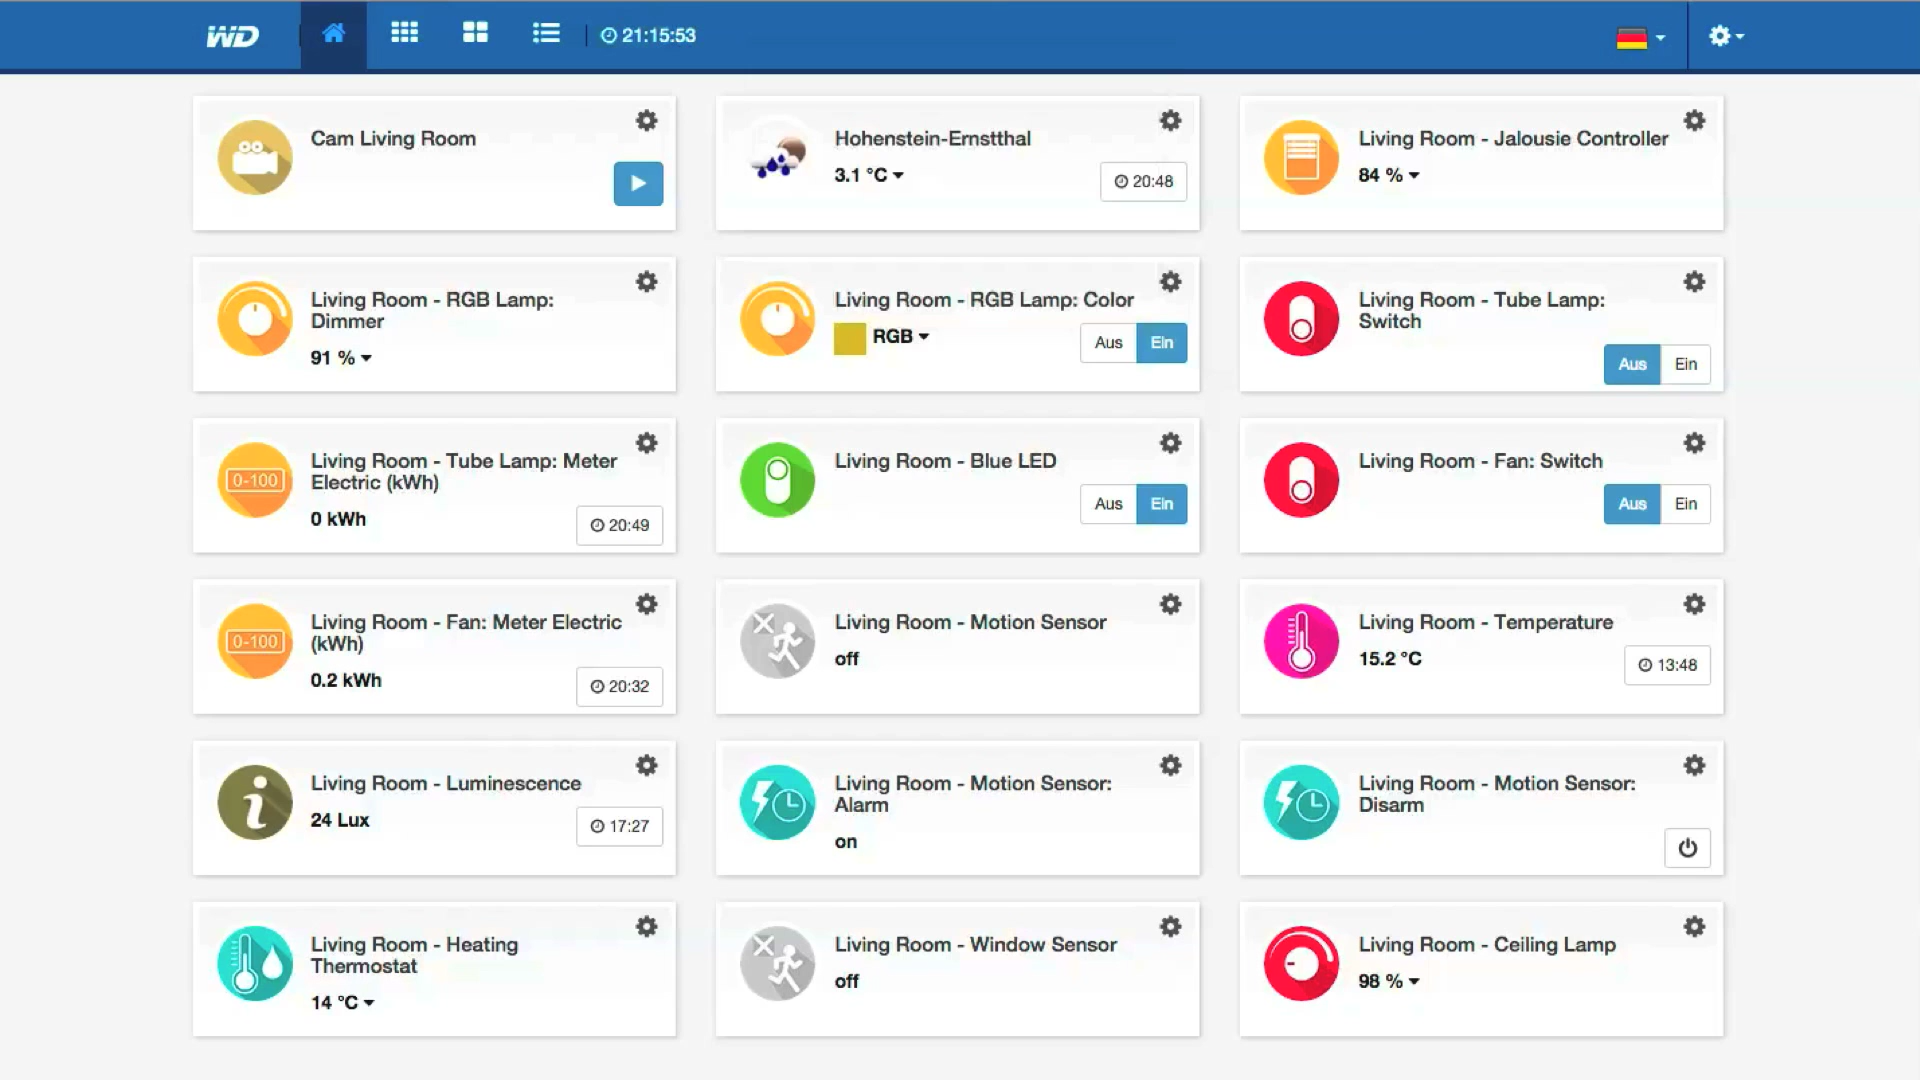 WD 21:15:53
Cam Living Room
Hohenstein-Ernstthal
3.1 °C
20:48
Living Room - Jalousie Controller
84 %
Living Room - RGB Lamp:
Dimmer
91 %
Living Room - RGB Lamp: Color
RGB
Aus Ein
Living Room - Tube Lamp:
Switch
Aus Ein
Living Room - Tube Lamp: Meter
Electric (kWh)
0-100
0 kWh
20:49
Living Room - Blue LED
Aus Ein
Living Room - Fan: Switch
Aus Ein
Living Room - Fan: Meter Electric
(kWh)
0-100
0.2 kWh
20:32
Living Room - Motion Sensor
off
Living Room - Temperature
15.2 °C
13:48
Living Room - Luminescence
24 Lux
17:27
Living Room - Motion Sensor:
Alarm
on
Living Room - Motion Sensor:
Disarm
Living Room - Heating
Thermostat
14 °C
Living Room - Window Sensor
off
Living Room - Ceiling Lamp
98 %